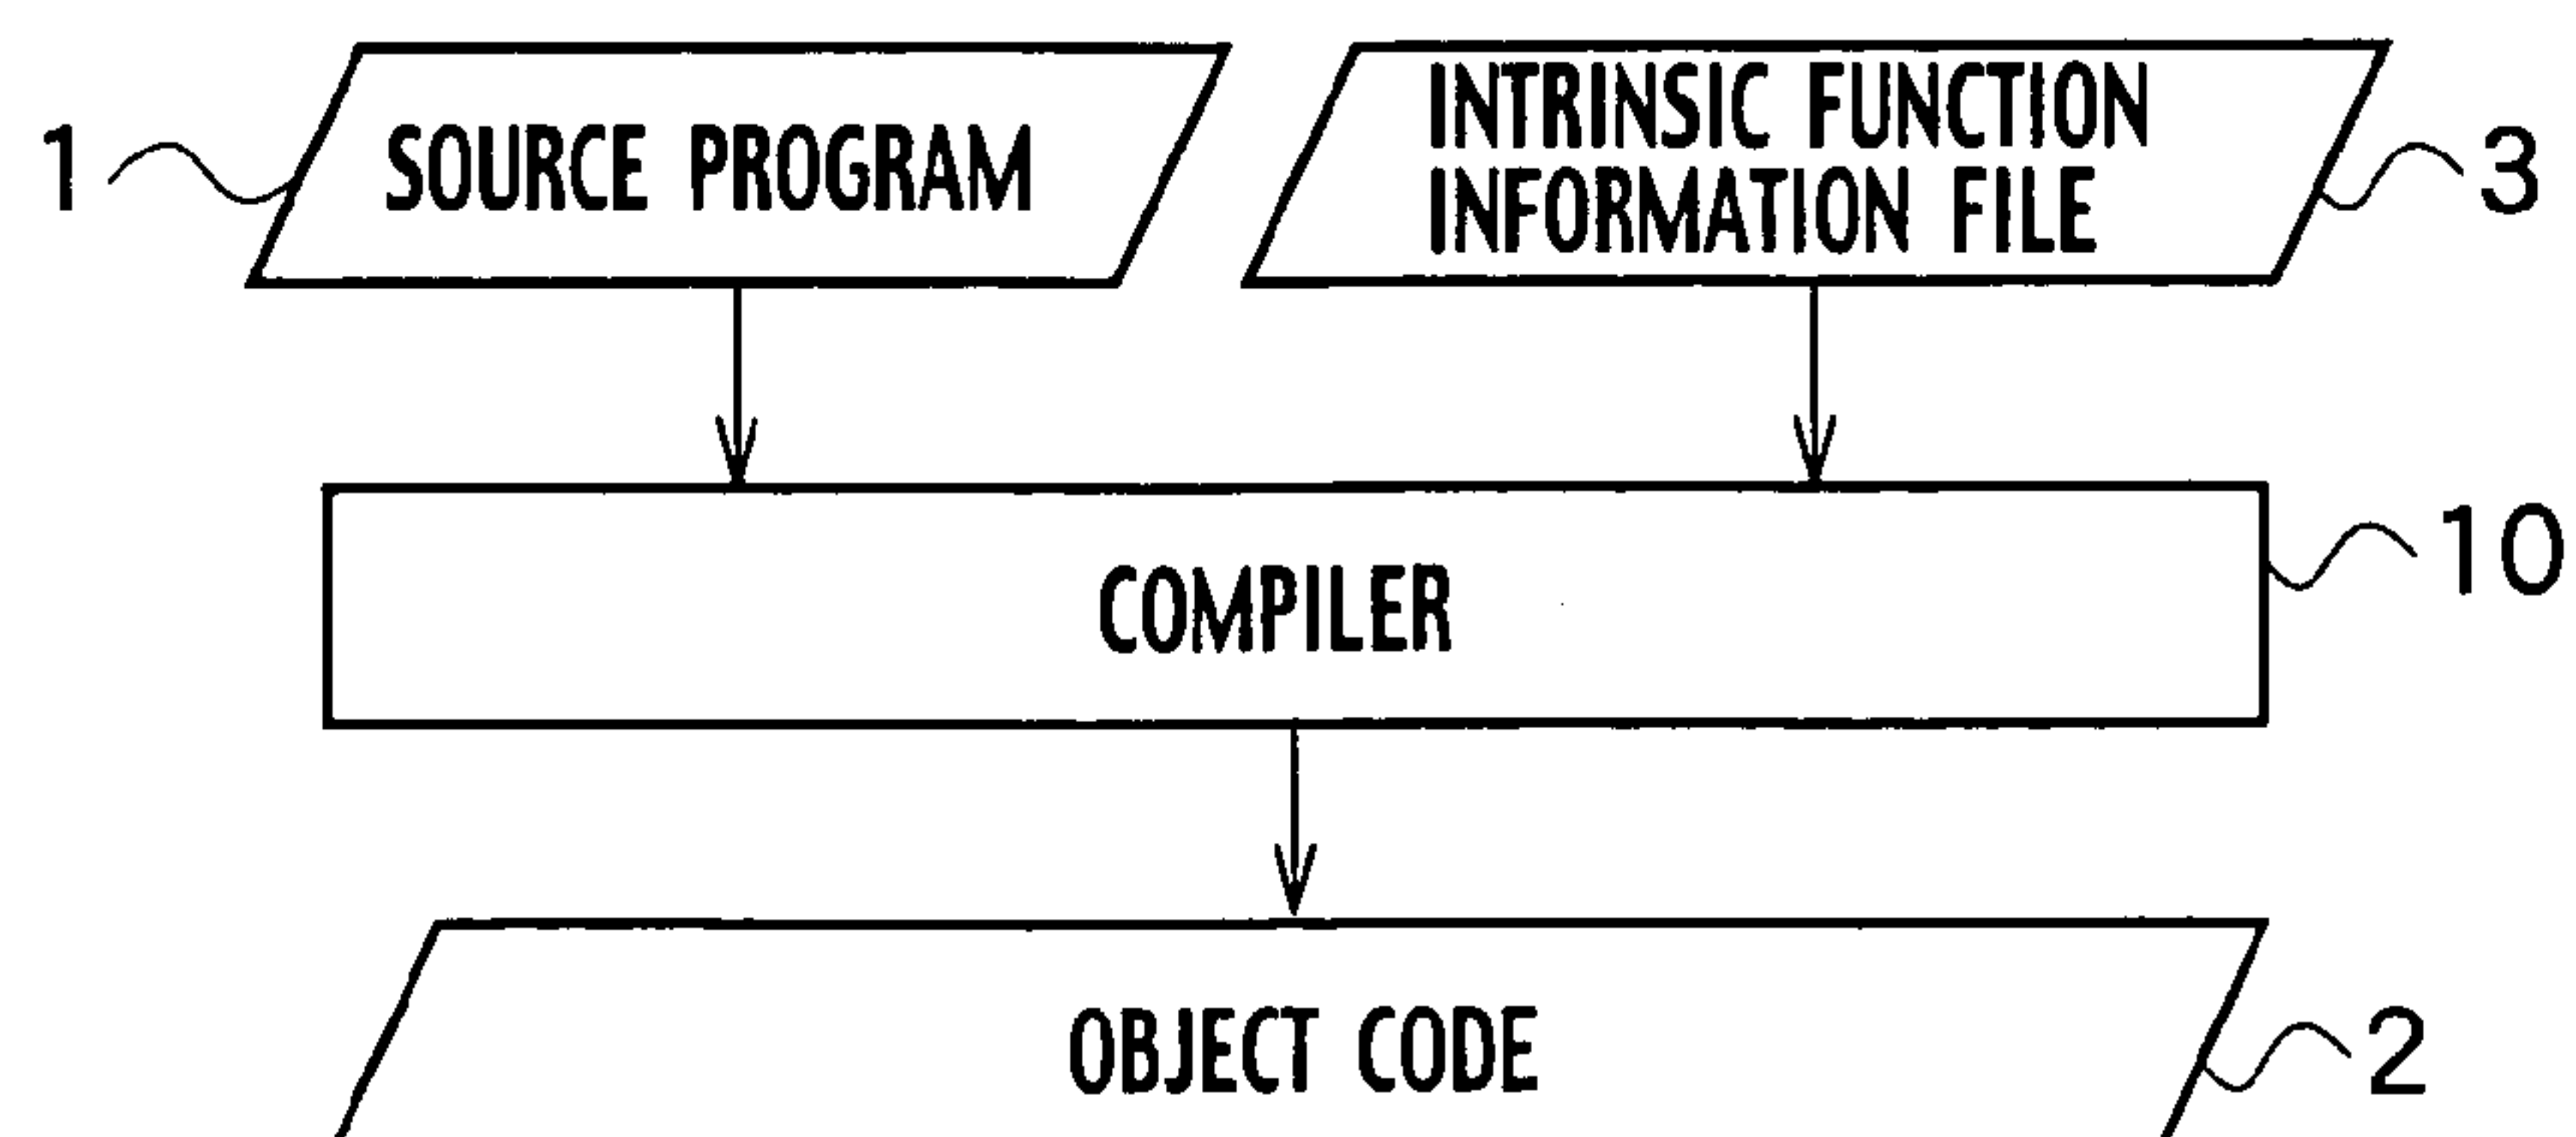 1
SOURCE PROGRAM
INTRINSIC FUNCTION
INFORMATION FILE
3
COMPILER
10
OBJECT CODE
2